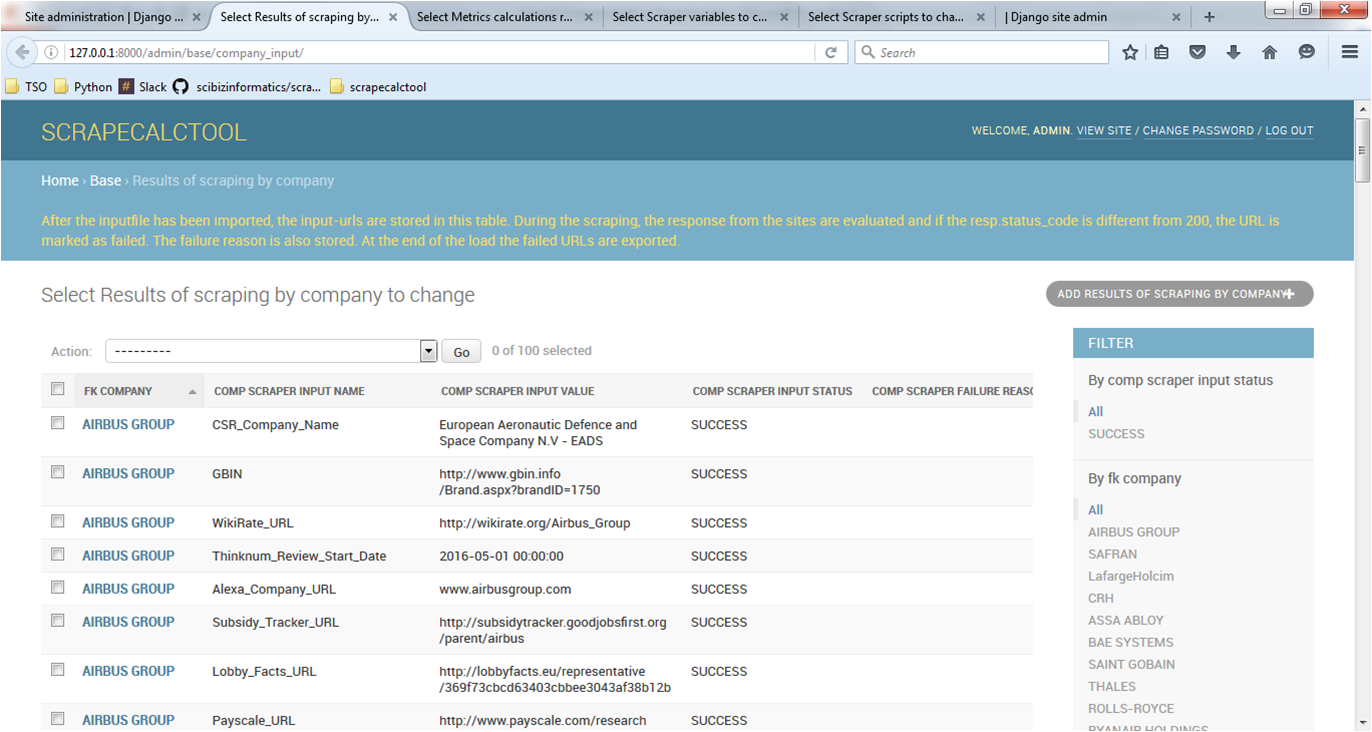 Site administration | Django ...
Select Results of scraping by...
Select Metrics calculations r...
Select Scraper variables to c...
Select Scraper scripts to cha...
| Django site admin
127.0.0.1:8000/admin/base/company_input/
Search
TSO
Python
Slack
scibizinformatics/scra...
scrapecalctool
SCRAPECALCTOOL
WELCOME, ADMIN. VIEW SITE / CHANGE PASSWORD / LOG OUT
Home › Base › Results of scraping by company
After the inputfile has been imported, the input-urls are stored in this table. During the scraping, the response from the sites are evaluated and if the resp.status_code is different from 200, the URL is
marked as failed. The failure reason is also stored. At the end of the load the failed URLs are exported.
Select Results of scraping by company to change
ADD RESULTS OF SCRAPING BY COMPANY
Action:
---------
Go
0 of 100 selected
FK COMPANY
COMP SCRAPER INPUT NAME
COMP SCRAPER INPUT VALUE
COMP SCRAPER INPUT STATUS
COMP SCRAPER FAILURE REASO
AIRBUS GROUP
CSR_Company_Name
European Aeronautic Defence and
Space Company N.V - EADS
SUCCESS
AIRBUS GROUP
GBIN
http://www.gbin.info
/Brand.aspx?brandID=1750
SUCCESS
AIRBUS GROUP
WikiRate_URL
http://wikirate.org/Airbus_Group
SUCCESS
AIRBUS GROUP
Thinknum_Review_Start_Date
2016-05-01 00:00:00
SUCCESS
AIRBUS GROUP
Alexa_Company_URL
www.airbusgroup.com
SUCCESS
AIRBUS GROUP
Subsidy_Tracker_URL
http://subsidytracker.goodjobsfirst.org
/parent/airbus
SUCCESS
AIRBUS GROUP
Lobby_Facts_URL
http://lobbyfacts.eu/representative
/369f73cbcd63403cbbee3043af38b12b
SUCCESS
AIRBUS GROUP
Payscale_URL
http://www.payscale.com/research
SUCCESS
FILTER
By comp scraper input status
All
SUCCESS
By fk company
All
AIRBUS GROUP
SAFRAN
LafargeHolcim
CRH
ASSA ABLOY
BAE SYSTEMS
SAINT GOBAIN
THALES
ROLLS-ROYCE
RYANAIR HOLDINGS